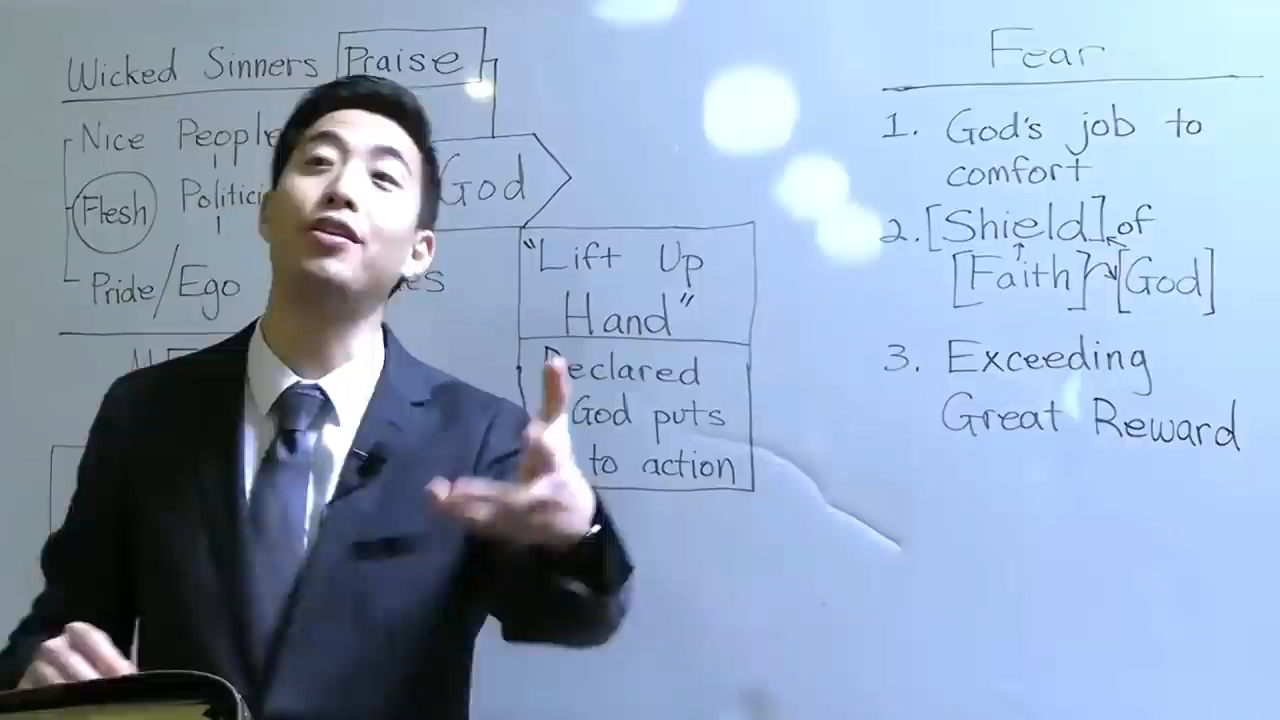 Wicked Sinners Praise
Nice People
Flesh
Pride/Ego
God
"Lift Up
Hand"
Declared
God puts
to action
Fear
1. God's job to
comfort
2. [Shield] of
[Faith] [God]
3. Exceeding
Great Reward